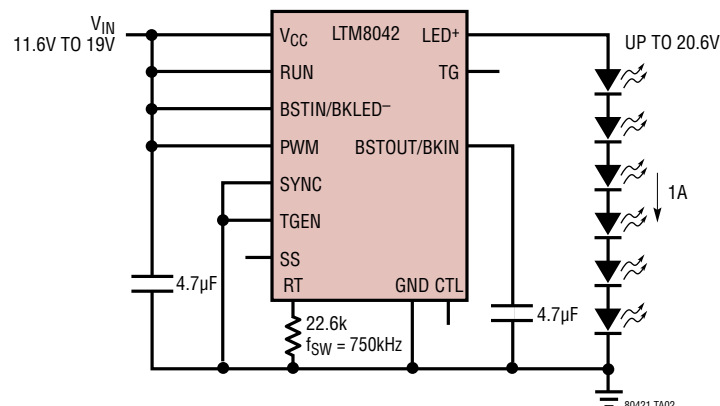 VIN
11.6V TO 19V
VCC
LTM8042
LED+
UP TO 20.6V
RUN
TG
BSTIN/BKLED–
PWM
BSTOUT/BKIN
SYNC
1A
TGEN
SS
4.7µF
RT
GND CTL
22.6k
fSW = 750kHz
4.7µF
80421 TA02